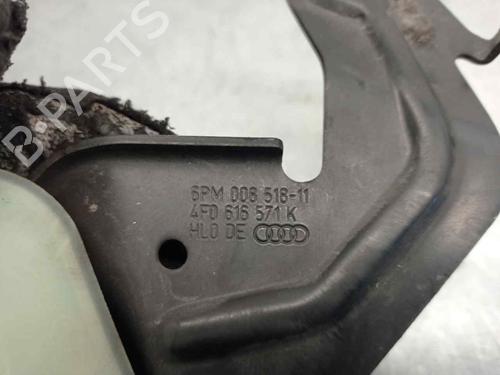 B-PARTS
6PM 008 518-11
4F0 616 571 K
HLO DE